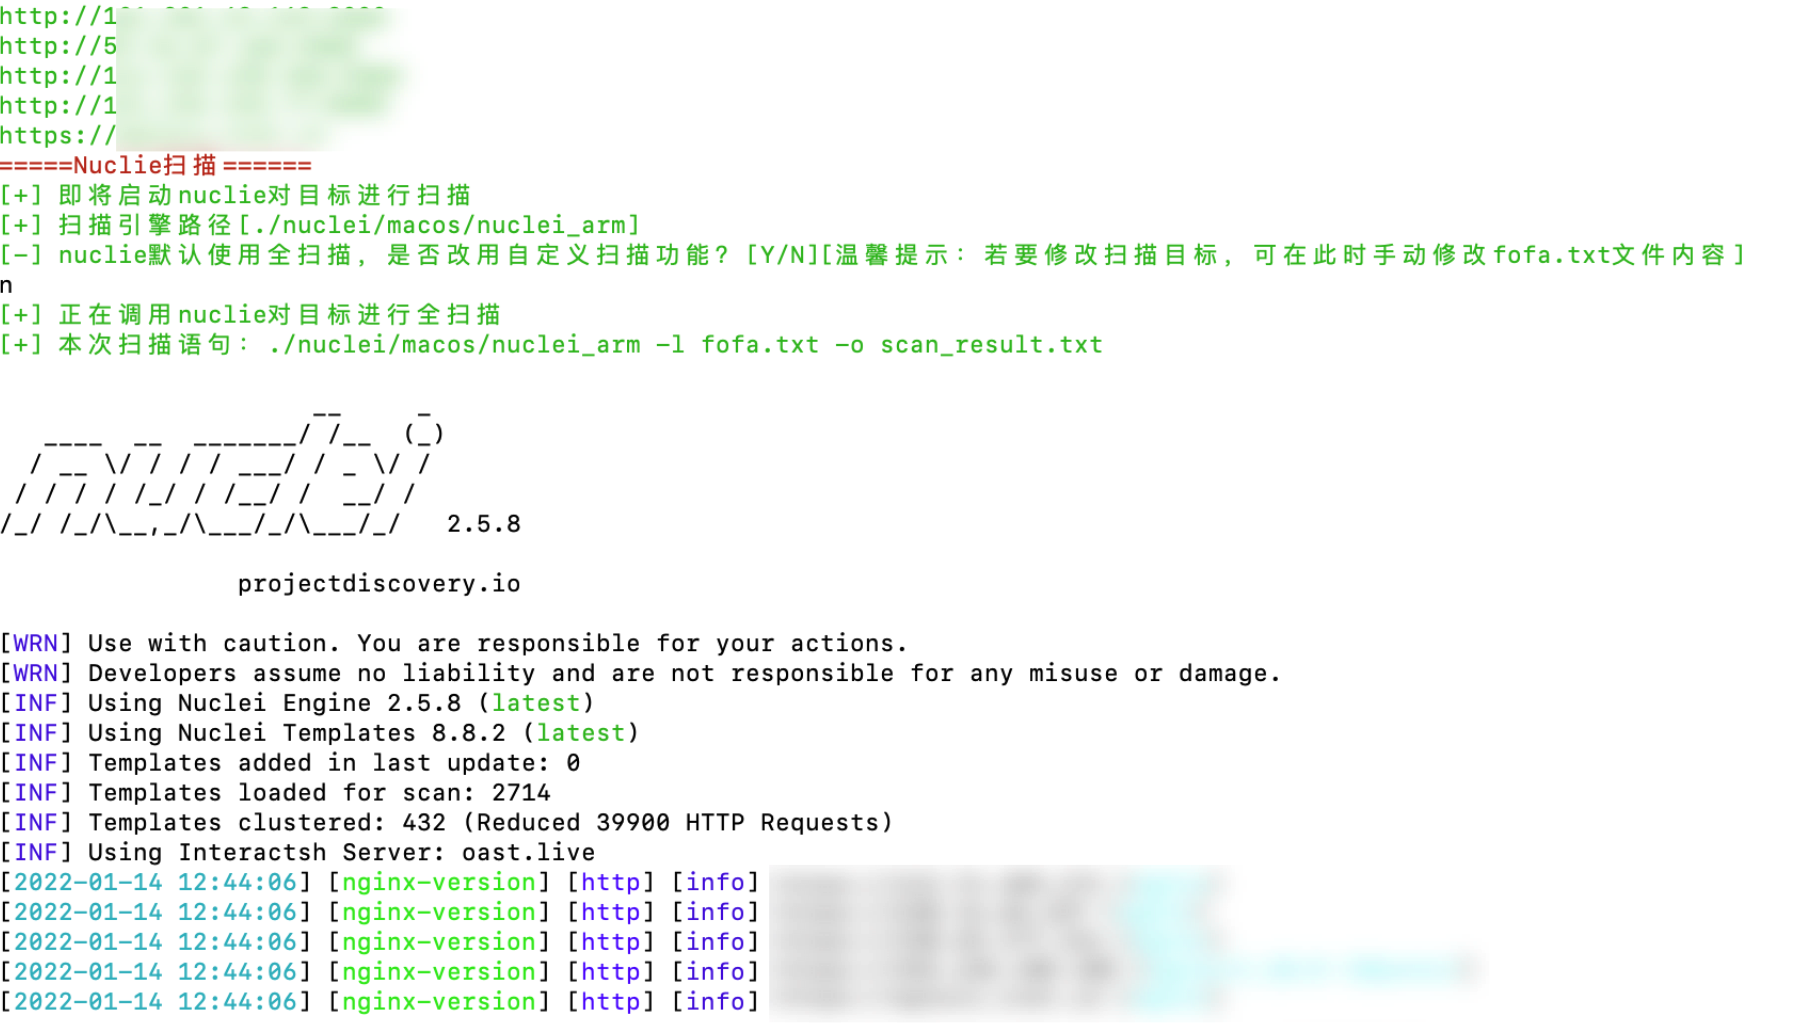 http://1
http://5
http://1
http://1
https://
=====Nuclie扫描======
[+] 即将启动nuclie对目标进行扫描
[+] 扫描引擎路径[./nuclei/macos/nuclei_arm]
[-] nuclie默认使用全扫描，是否改用自定义扫描功能？[Y/N][温馨提示：若要修改扫描目标，可在此时手动修改fofa.txt文件内容]
n
[+] 正在调用nuclie对目标进行全扫描
[+] 本次扫描语句：./nuclei/macos/nuclei_arm -l fofa.txt -o scan_result.txt
nuclei 2.5.8
projectdiscovery.io
[WRN] Use with caution. You are responsible for your actions.
[WRN] Developers assume no liability and are not responsible for any misuse or damage.
[INF] Using Nuclei Engine 2.5.8 (latest)
[INF] Using Nuclei Templates 8.8.2 (latest)
[INF] Templates added in last update: 0
[INF] Templates loaded for scan: 2714
[INF] Templates clustered: 432 (Reduced 39900 HTTP Requests)
[INF] Using Interactsh Server: oast.live
[2022-01-14 12:44:06] [nginx-version] [http] [info]
[2022-01-14 12:44:06] [nginx-version] [http] [info]
[2022-01-14 12:44:06] [nginx-version] [http] [info]
[2022-01-14 12:44:06] [nginx-version] [http] [info]
[2022-01-14 12:44:06] [nginx-version] [http] [info]